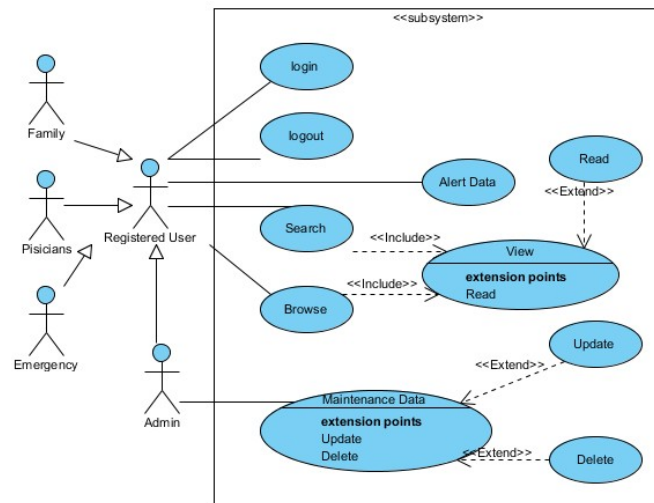 <<subsystem>>
login
Family
logout
Read
<<Extend>>
Alert Data
Pisicians
Registered User
Search
<<Include>>
View
extension points
Read
Browse
<<Include>>
Emergency
Update
<<Extend>>
Admin
Maintenance Data
extension points
Update
Delete
<<Extend>>
Delete